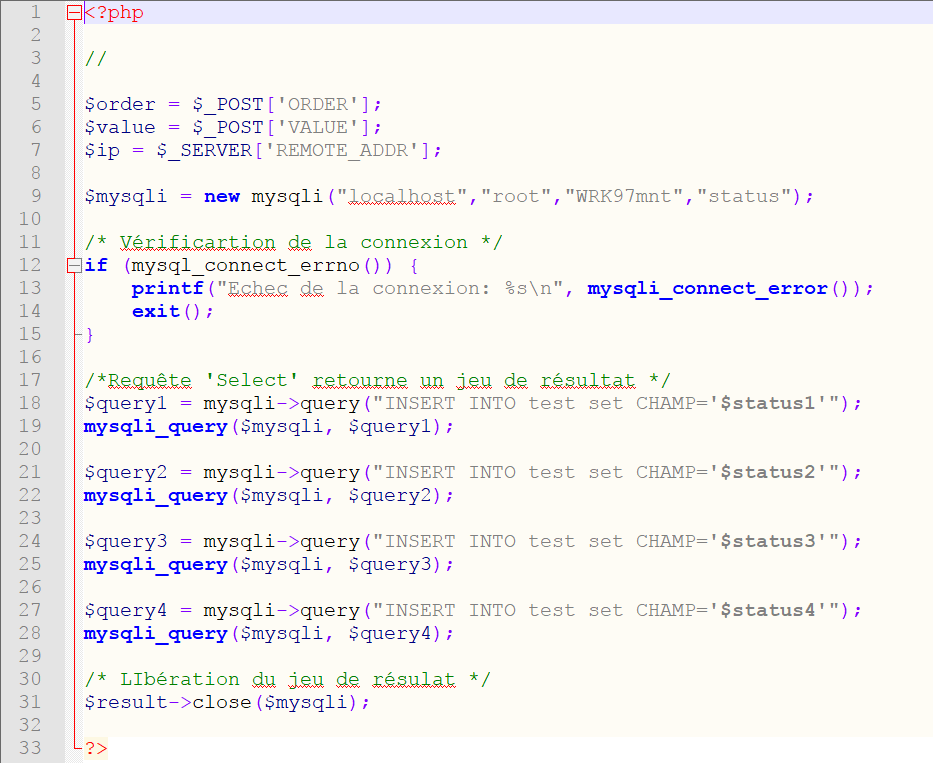 1 <?php
2
3 //
4
5 $order = $_POST['ORDER'];
6 $value = $_POST['VALUE'];
7 $ip = $_SERVER['REMOTE_ADDR'];
8
9 $mysqli = new mysqli("localhost","root","WRK97mnt","status");
10
11 /* Vérificartion de la connexion */
12 if (mysql_connect_errno()) {
13 printf("Echec de la connexion: %s\n", mysqli_connect_error());
14 exit();
15 }
16
17 /*Requête 'Select' retourne un jeu de résultat */
18 $query1 = mysqli->query("INSERT INTO test set CHAMP='$status1'");
19 mysqli_query($mysqli, $query1);
20
21 $query2 = mysqli->query("INSERT INTO test set CHAMP='$status2'");
22 mysqli_query($mysqli, $query2);
23
24 $query3 = mysqli->query("INSERT INTO test set CHAMP='$status3'");
25 mysqli_query($mysqli, $query3);
26
27 $query4 = mysqli->query("INSERT INTO test set CHAMP='$status4'");
28 mysqli_query($mysqli, $query4);
29
30 /* LIbération du jeu de résulat */
31 $result->close($mysqli);
32
33 ?>